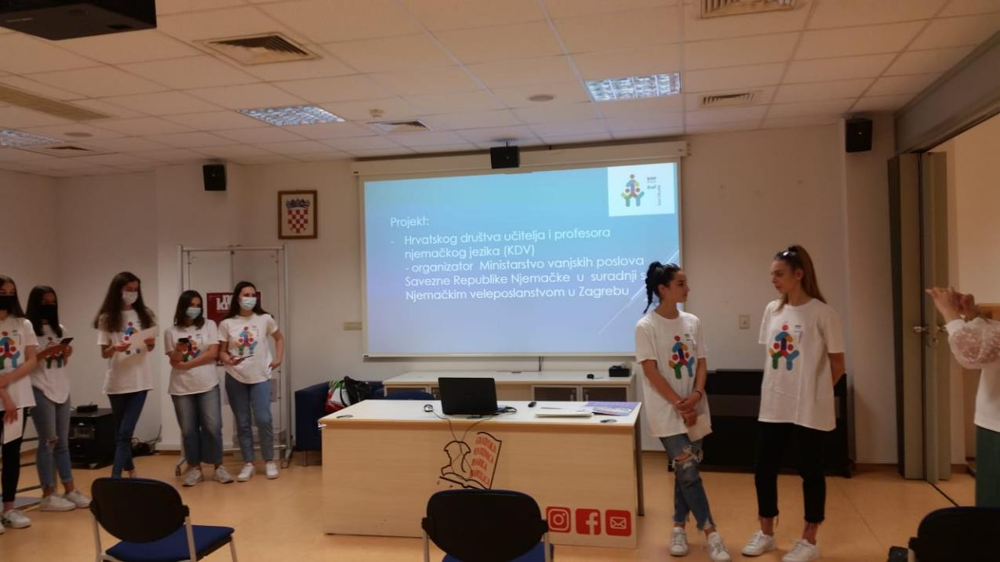 Projekt:
- Hrvatskog društva učitelja i profesora
njemačkog jezika (KDV)
- organizator Ministarstvo vanjskih poslova
Savezne Republike Njemačke u suradnji s
Njemačkim veleposlanstvom u Zagrebu
GRADSKA
KNJIŽNICA
MARKA
MARULIĆA